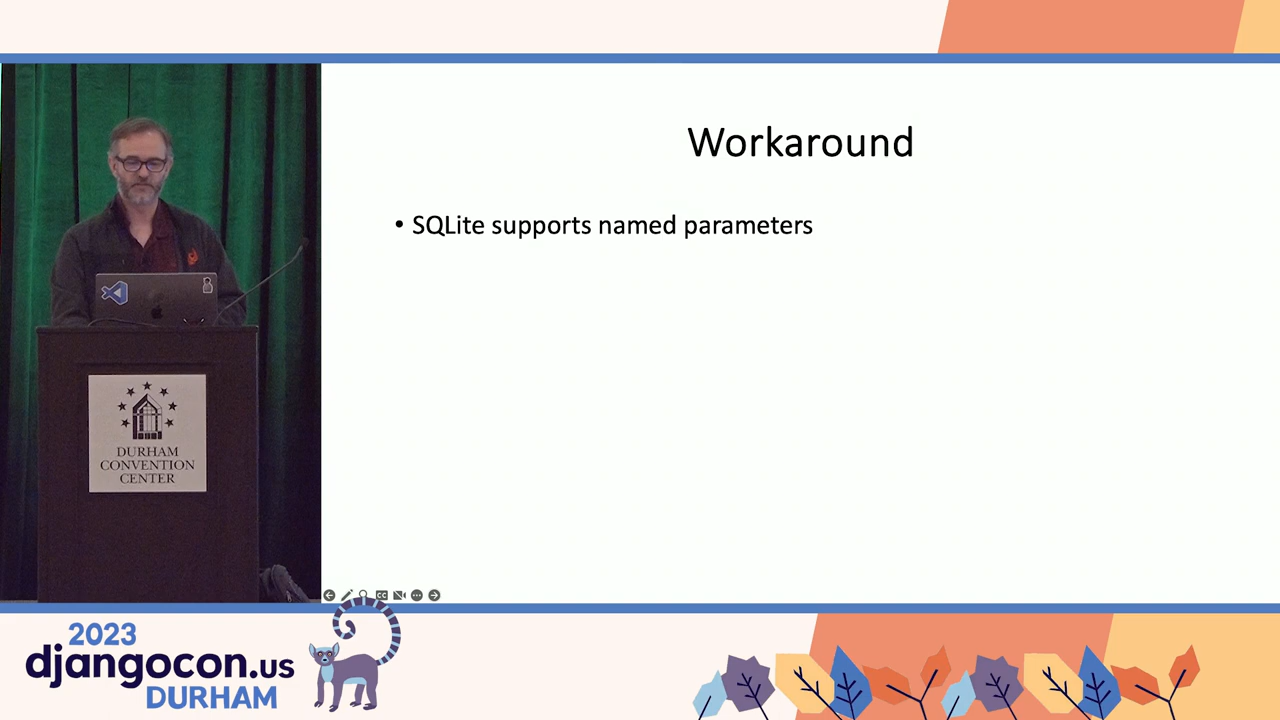 Workaround
• SQLite supports named parameters
DURHAM
CONVENTION
CENTER
2023
djangocon.us
DURHAM